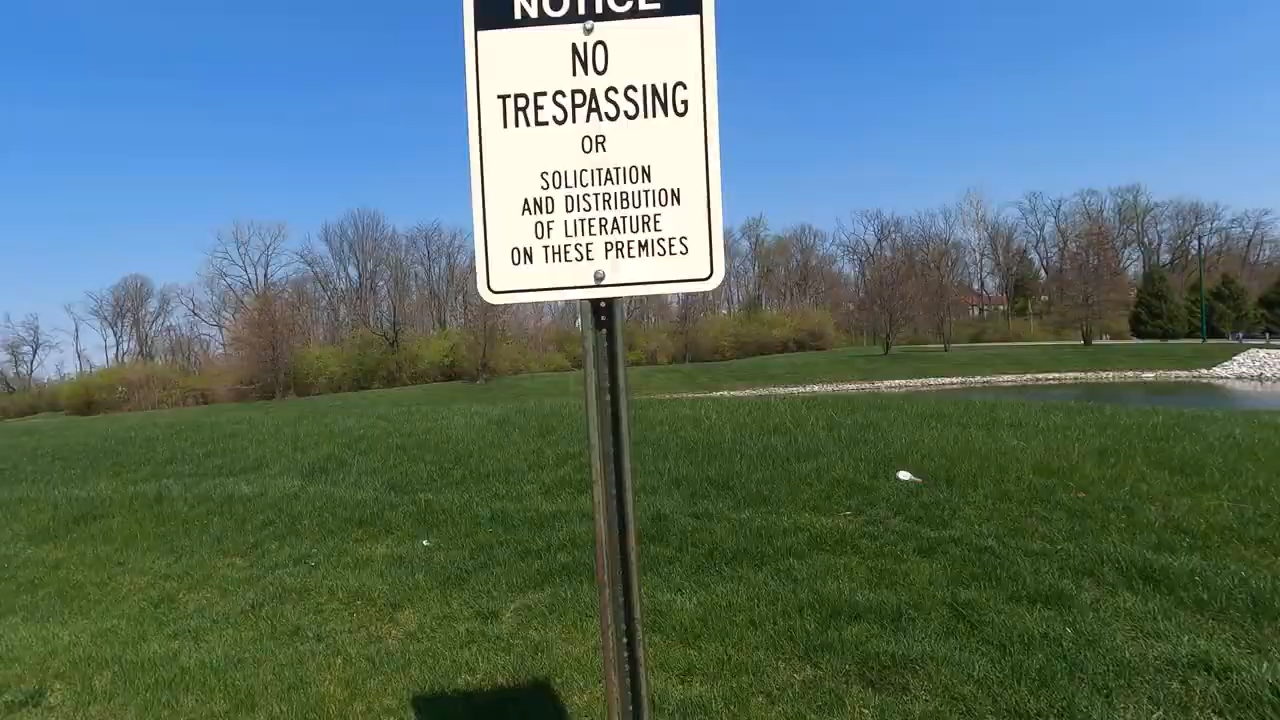 NOTICE
NO
TRESPASSING
OR
SOLICITATION
AND DISTRIBUTION
OF LITERATURE
ON THESE PREMISES